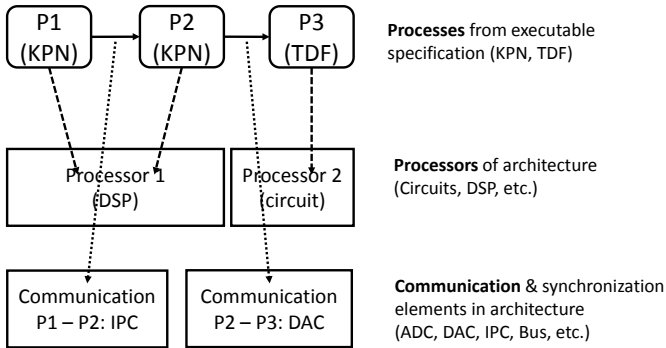 P1
(KPN)
P2
(KPN)
P3
(TDF)
Processes from executable
specification (KPN, TDF)
Processor 1
(DSP)
Processor 2
(circuit)
Processors of architecture
(Circuits, DSP, etc.)
Communication
P1 – P2: IPC
Communication
P2 – P3: DAC
Communication & synchronization
elements in architecture
(ADC, DAC, IPC, Bus, etc.)